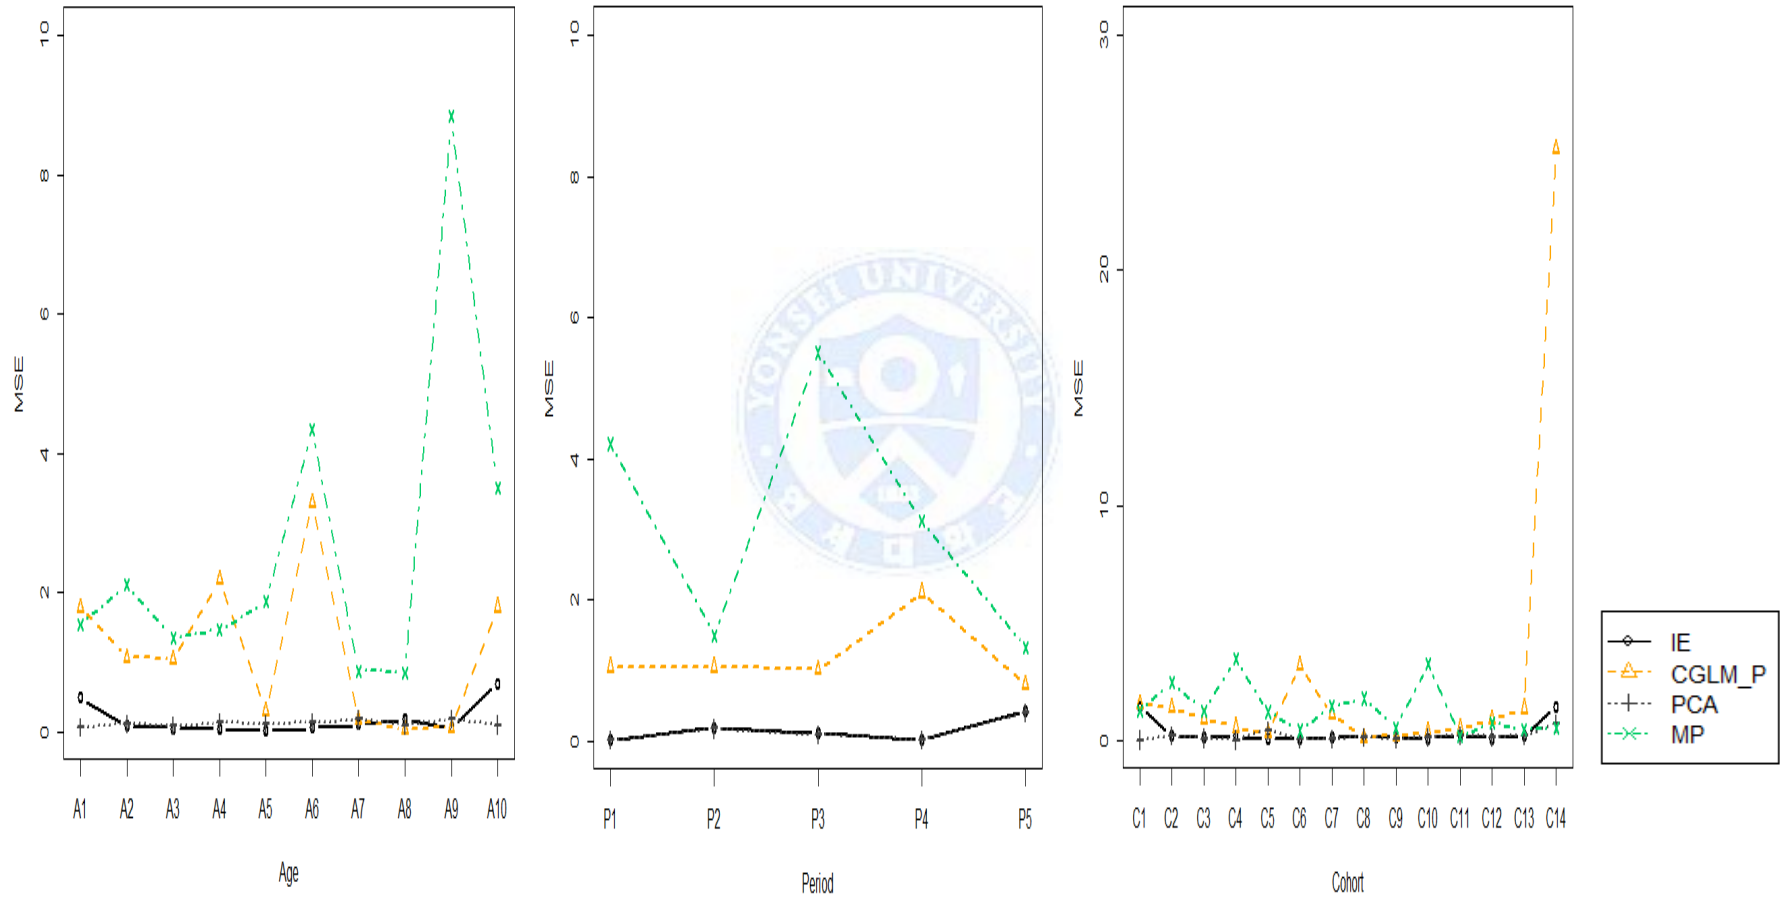 MSE
10
8
6
4
2
0
A1 A2 A3 A4 A5 A6 A7 A8 A9 A10
Age
MSE
10
8
6
4
2
0
P1 P2 P3 P4 P5
Period
MSE
30
20
10
0
C1 C2 C3 C4 C5 C6 C7 C8 C9 C10 C11 C12 C13 C14
Cohort
IE
CGLM_P
PCA
MP
YONSEI UNIVERSITY